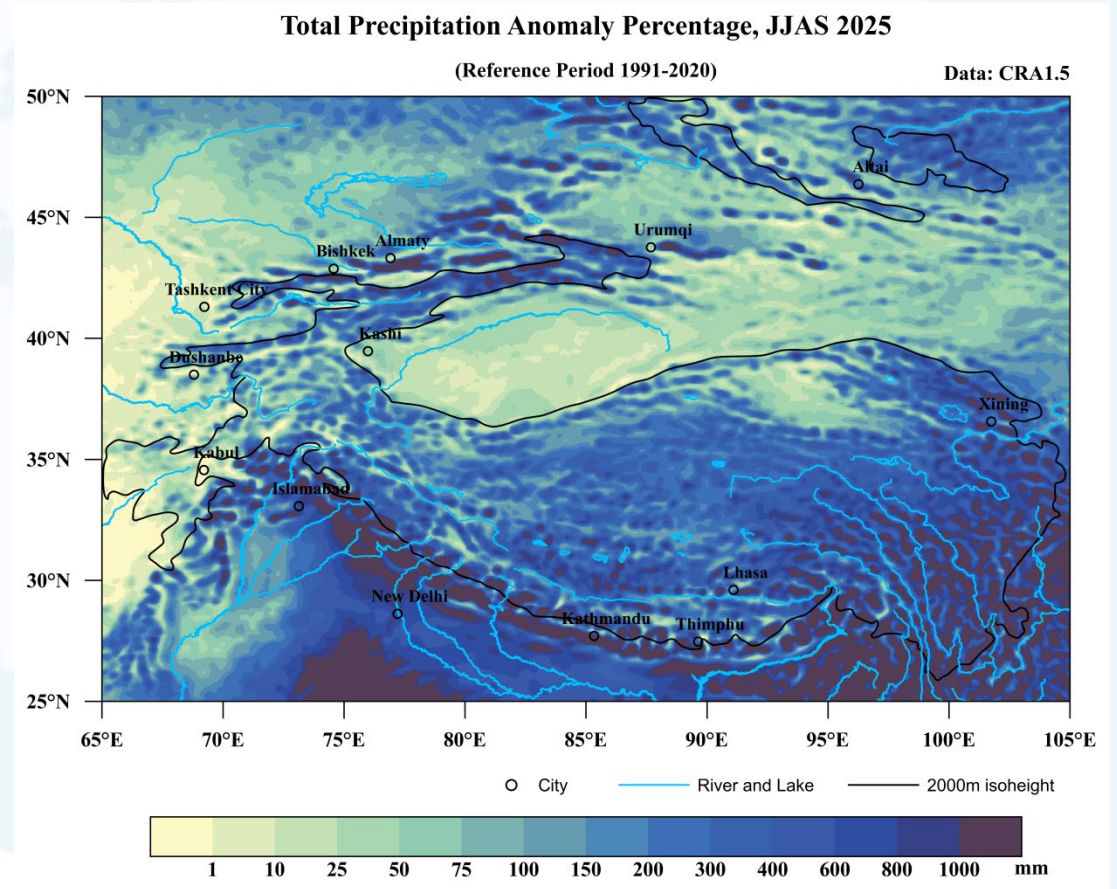 Total Precipitation Anomaly Percentage, JJAS 2025
(Reference Period 1991-2020)
Data: CRA1.5
50°N
Altai
45°N
Urumqi
Almaty
Bishkek
Tashkent City
40°N
Kashi
Dushanbe
Xining
35°N
Kabul
Islamabad
30°N
Lhasa
New Delhi
Kathmandu
Thimphu
25°N
65°E 70°E 75°E 80°E 85°E 90°E 95°E 100°E 105°E
City River and Lake 2000m isoheight
1 10 25 50 75 100 150 200 300 400 600 800 1000 mm